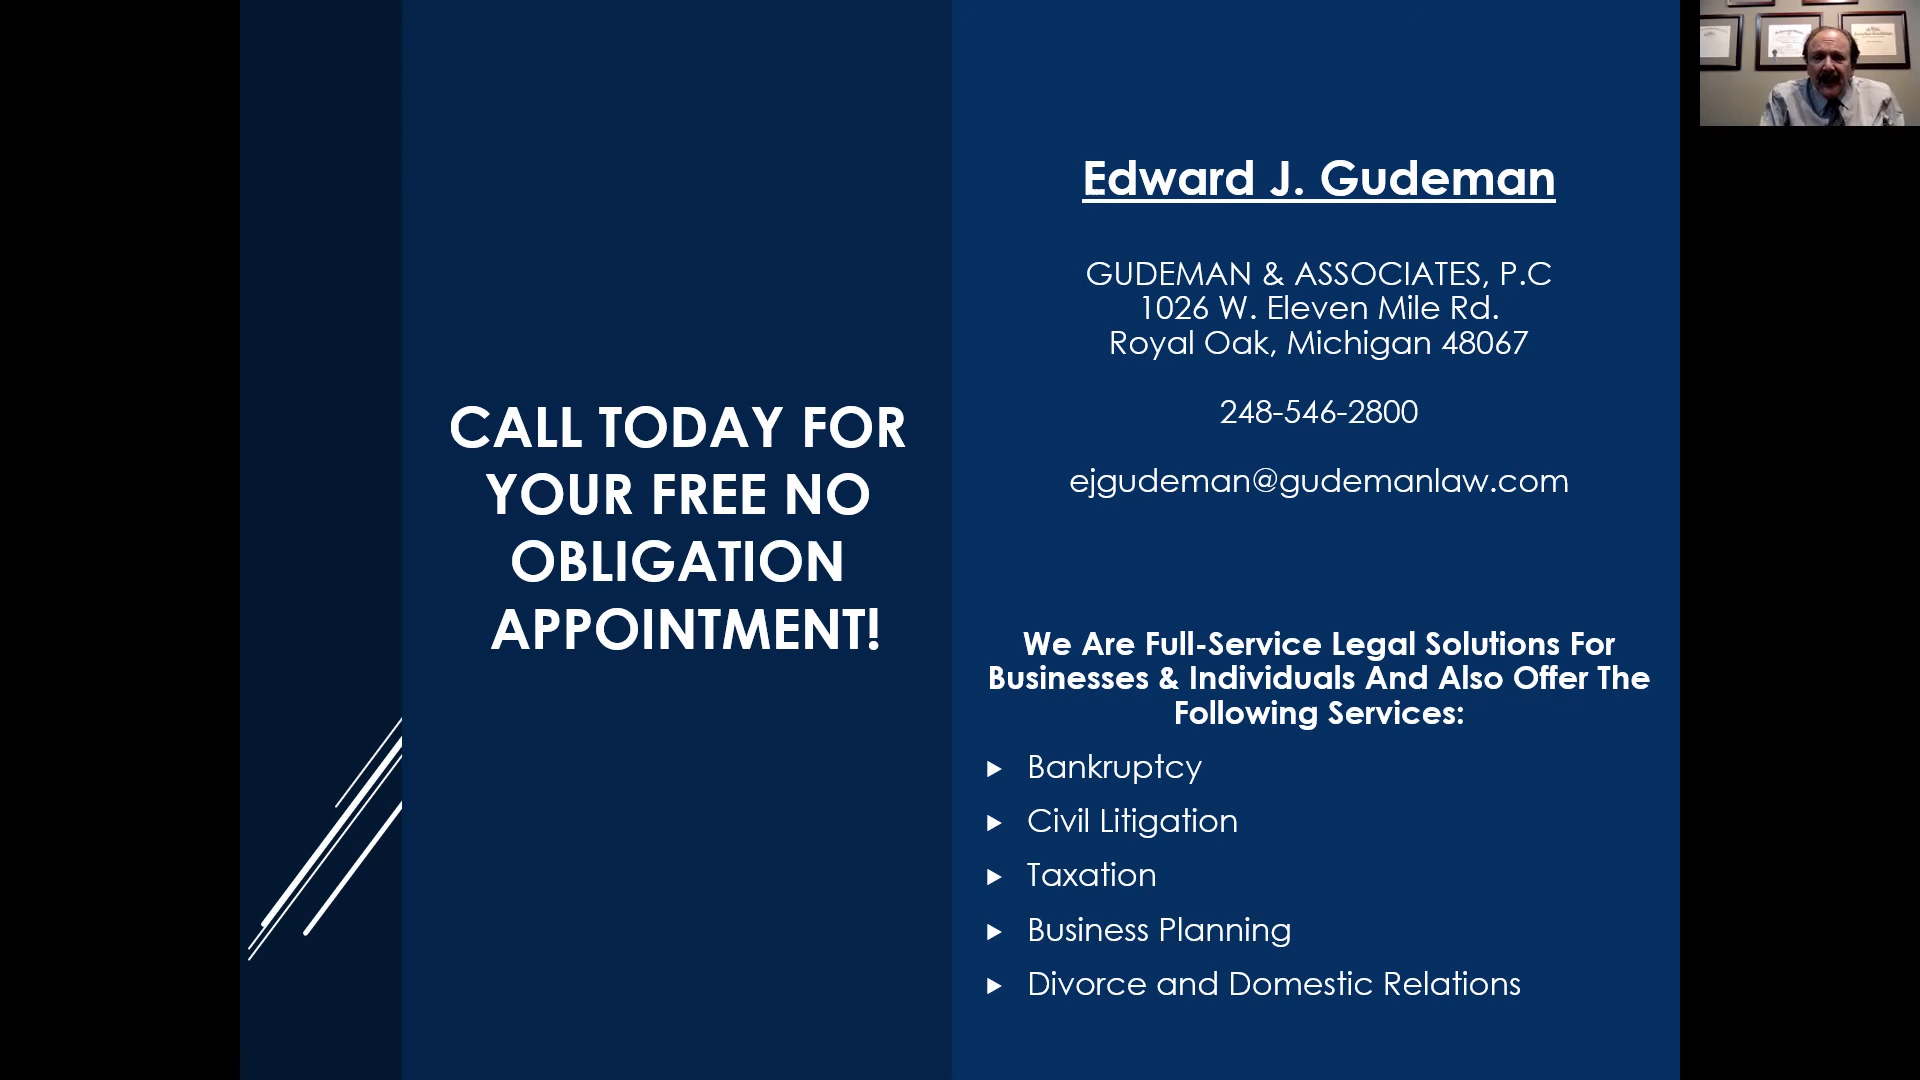 CALL TODAY FOR
YOUR FREE NO
OBLIGATION
APPOINTMENT!
Edward J. Gudeman
GUDEMAN & ASSOCIATES, P.C
1026 W. Eleven Mile Rd.
Royal Oak, Michigan 48067
248-546-2800
ejgudeman@gudemanlaw.com
We Are Full-Service Legal Solutions For
Businesses & Individuals And Also Offer The
Following Services:
Bankruptcy
Civil Litigation
Taxation
Business Planning
Divorce and Domestic Relations